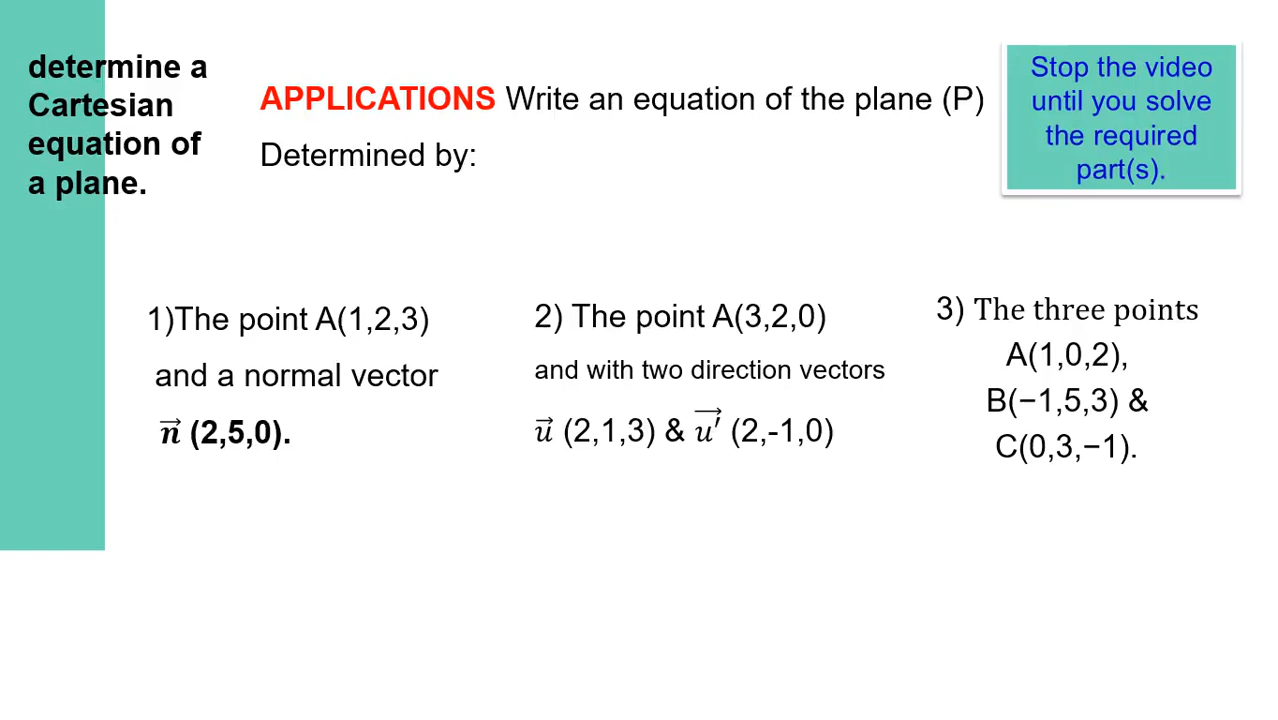 determine a
Cartesian
equation of
a plane.
APPLICATIONS Write an equation of the plane (P)
Determined by:
Stop the video
until you solve
the required
part(s).
1)The point A(1,2,3)
and a normal vector
n⃗ (2,5,0).
2) The point A(3,2,0)
and with two direction vectors
u⃗ (2,1,3) & u′⃗ (2,-1,0)
3) The three points
A(1,0,2),
B(−1,5,3) &
C(0,3,−1).